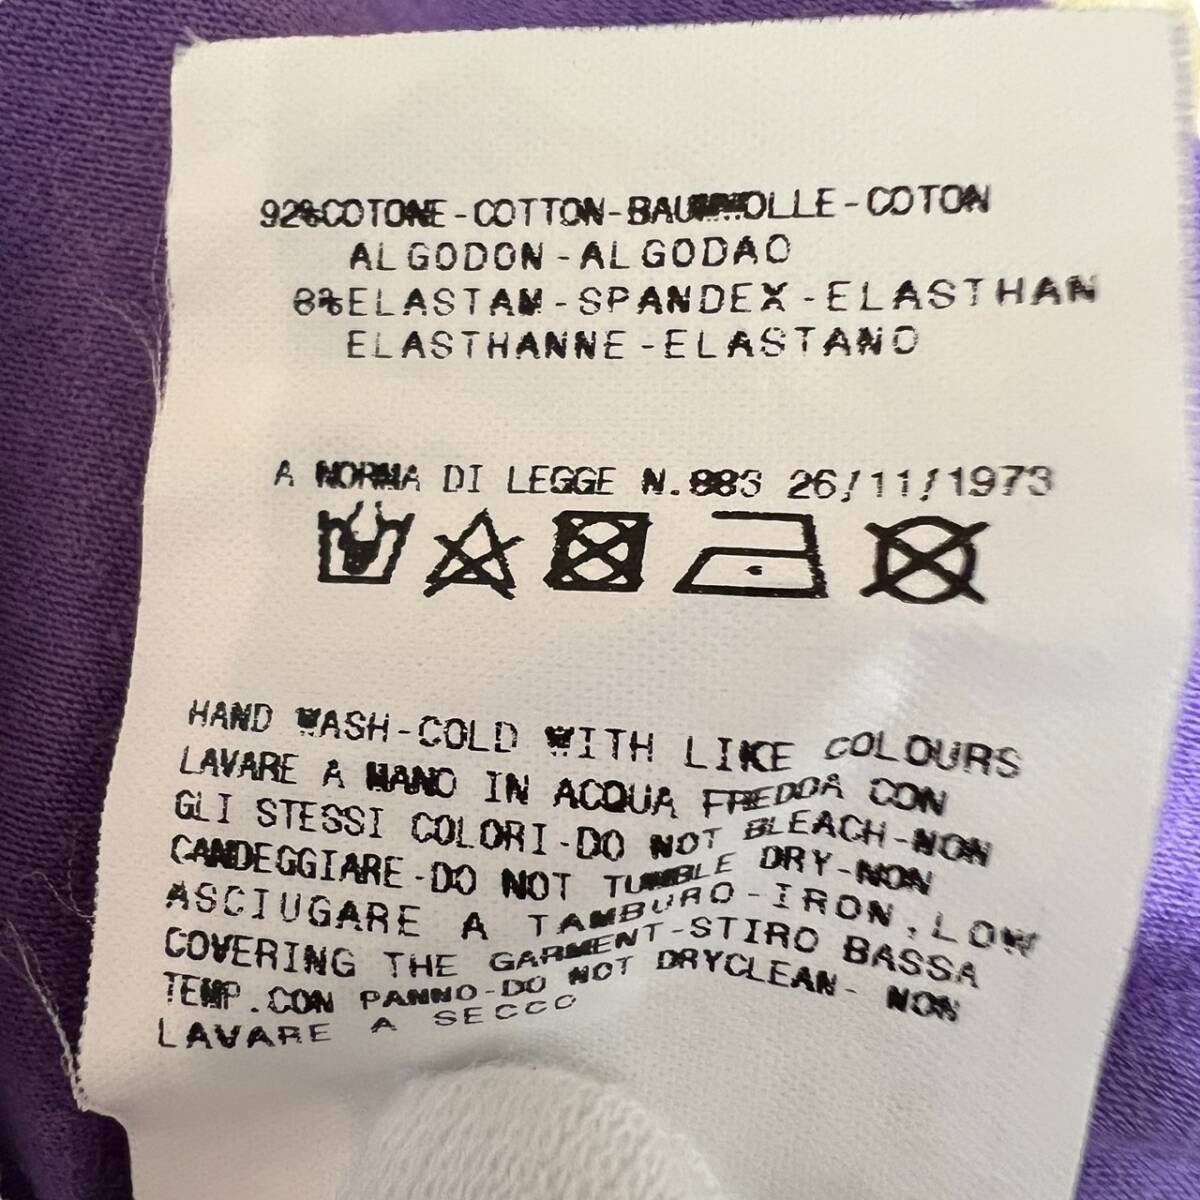 92%COTONE-COTTON-BAUMWOLLE-COTON
ALGODON-ALGODAO
8%ELASTAM-SPANDEX-ELASTHAN
ELASTHANNE-ELASTANO
A NORMA DI LEGGE N.883 26/11/1973
HAND WASH-COLD WITH LIKE COLOURS
LAVARE A MANO IN ACQUA FREDDA CON
GLI STESSI COLORI-DO NOT BLEACH-NON
CANDEGGIARE-DO NOT TUMBLE DRY-NON
ASCIUGARE A TAMBURO-IRON,LOW
COVERING THE GARMENT-STIRO BASSA
TEMP.CON PANNO-DO NOT DRYCLEAN- NON
LAVARE A SECCO